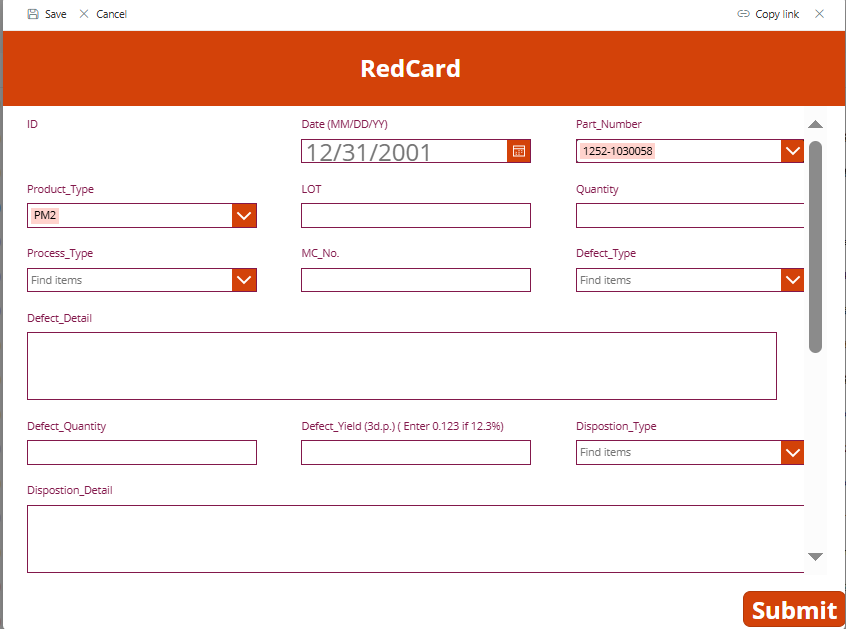 Save Cancel Copy link
RedCard
ID Date (MM/DD/YY) Part_Number
12/31/2001 1252-1030058
Product_Type LOT Quantity
PM2
Process_Type MC_No. Defect_Type
Find items Find items
Defect_Detail
Defect_Quantity Defect_Yield (3d.p.) ( Enter 0.123 if 12.3%) Dispostion_Type
Find items
Dispostion_Detail
Submit